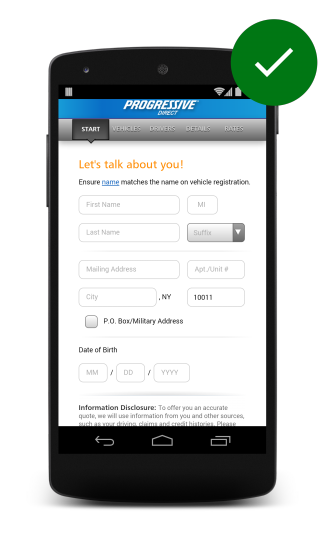 PROGRESSIVE
DIRECT
START VEHICLES DRIVERS DETAILS RATES
Let's talk about you!
Ensure name matches the name on vehicle registration.
First Name MI
Last Name Suffix
Mailing Address Apt./Unit #
City , NY 10011
P.O. Box/Military Address
Date of Birth
MM / DD / YYYY
Information Disclosure: To offer you an accurate
quote, we will use information from you and other sources,
such as your driving, claims and credit histories. Please